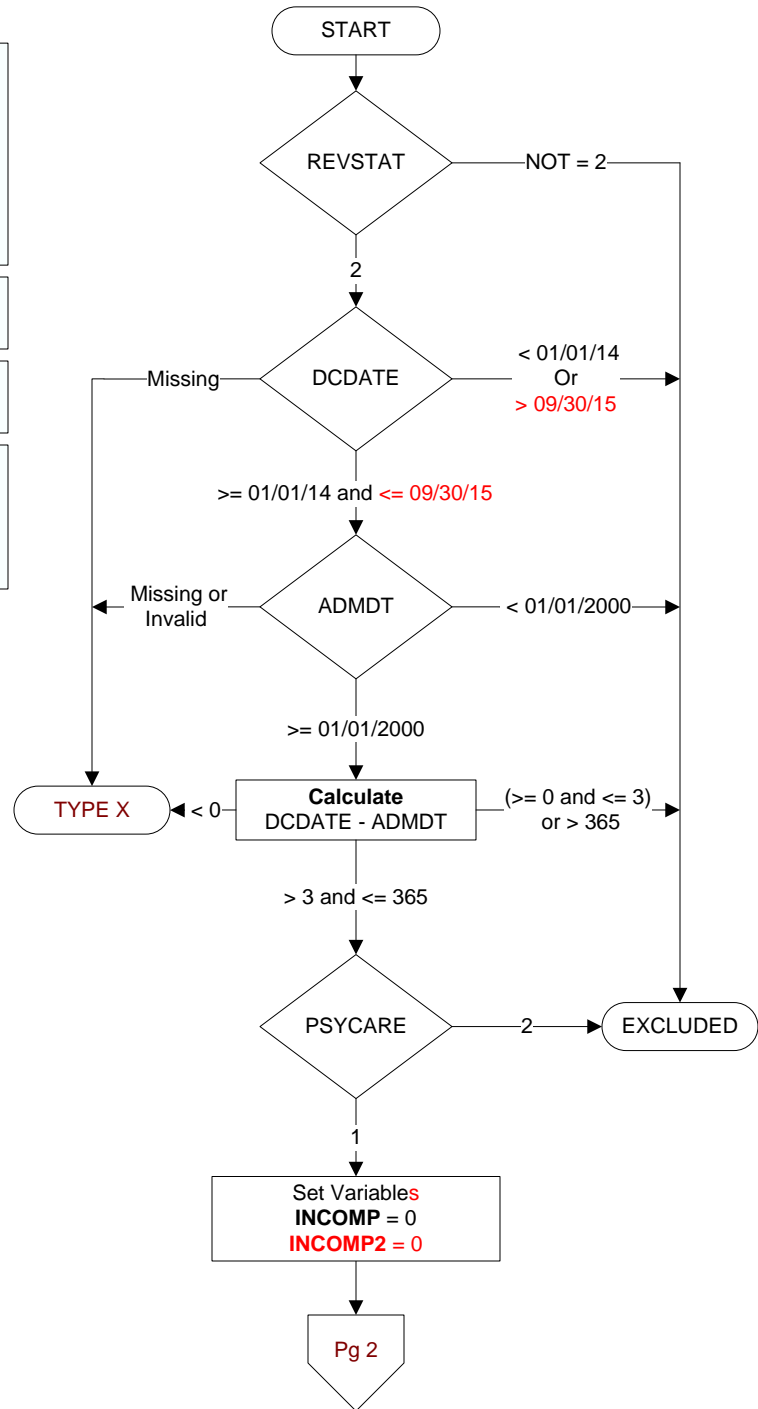 START
REVSTAT
NOT = 2
2
DCDATE
Missing
< 01/01/14
Or
> 09/30/15
>= 01/01/14 and <= 09/30/15
ADMDT
Missing or
Invalid
< 01/01/2000
>= 01/01/2000
TYPE X
< 0
Calculate
DCDATE - ADMDT
(>= 0 and <= 3)
or > 365
> 3 and <= 365
PSYCARE
2
EXCLUDED
1
Set Variables
INCOMP = 0
INCOMP2 = 0
Pg 2